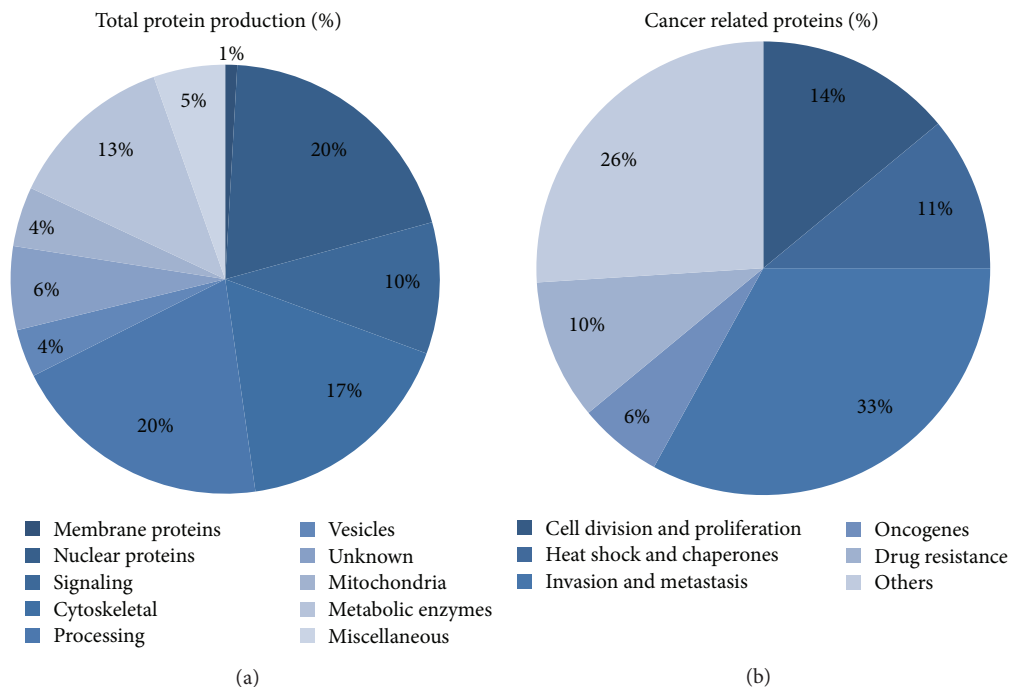 Total protein production (%)
1%
20%
10%
17%
20%
4%
6%
4%
13%
5%
Membrane proteins
Nuclear proteins
Signaling
Cytoskeletal
Processing
Vesicles
Unknown
Mitochondria
Metabolic enzymes
Miscellaneous
(a)
Cancer related proteins (%)
14%
11%
33%
6%
10%
26%
Cell division and proliferation
Heat shock and chaperones
Invasion and metastasis
Oncogenes
Drug resistance
Others
(b)